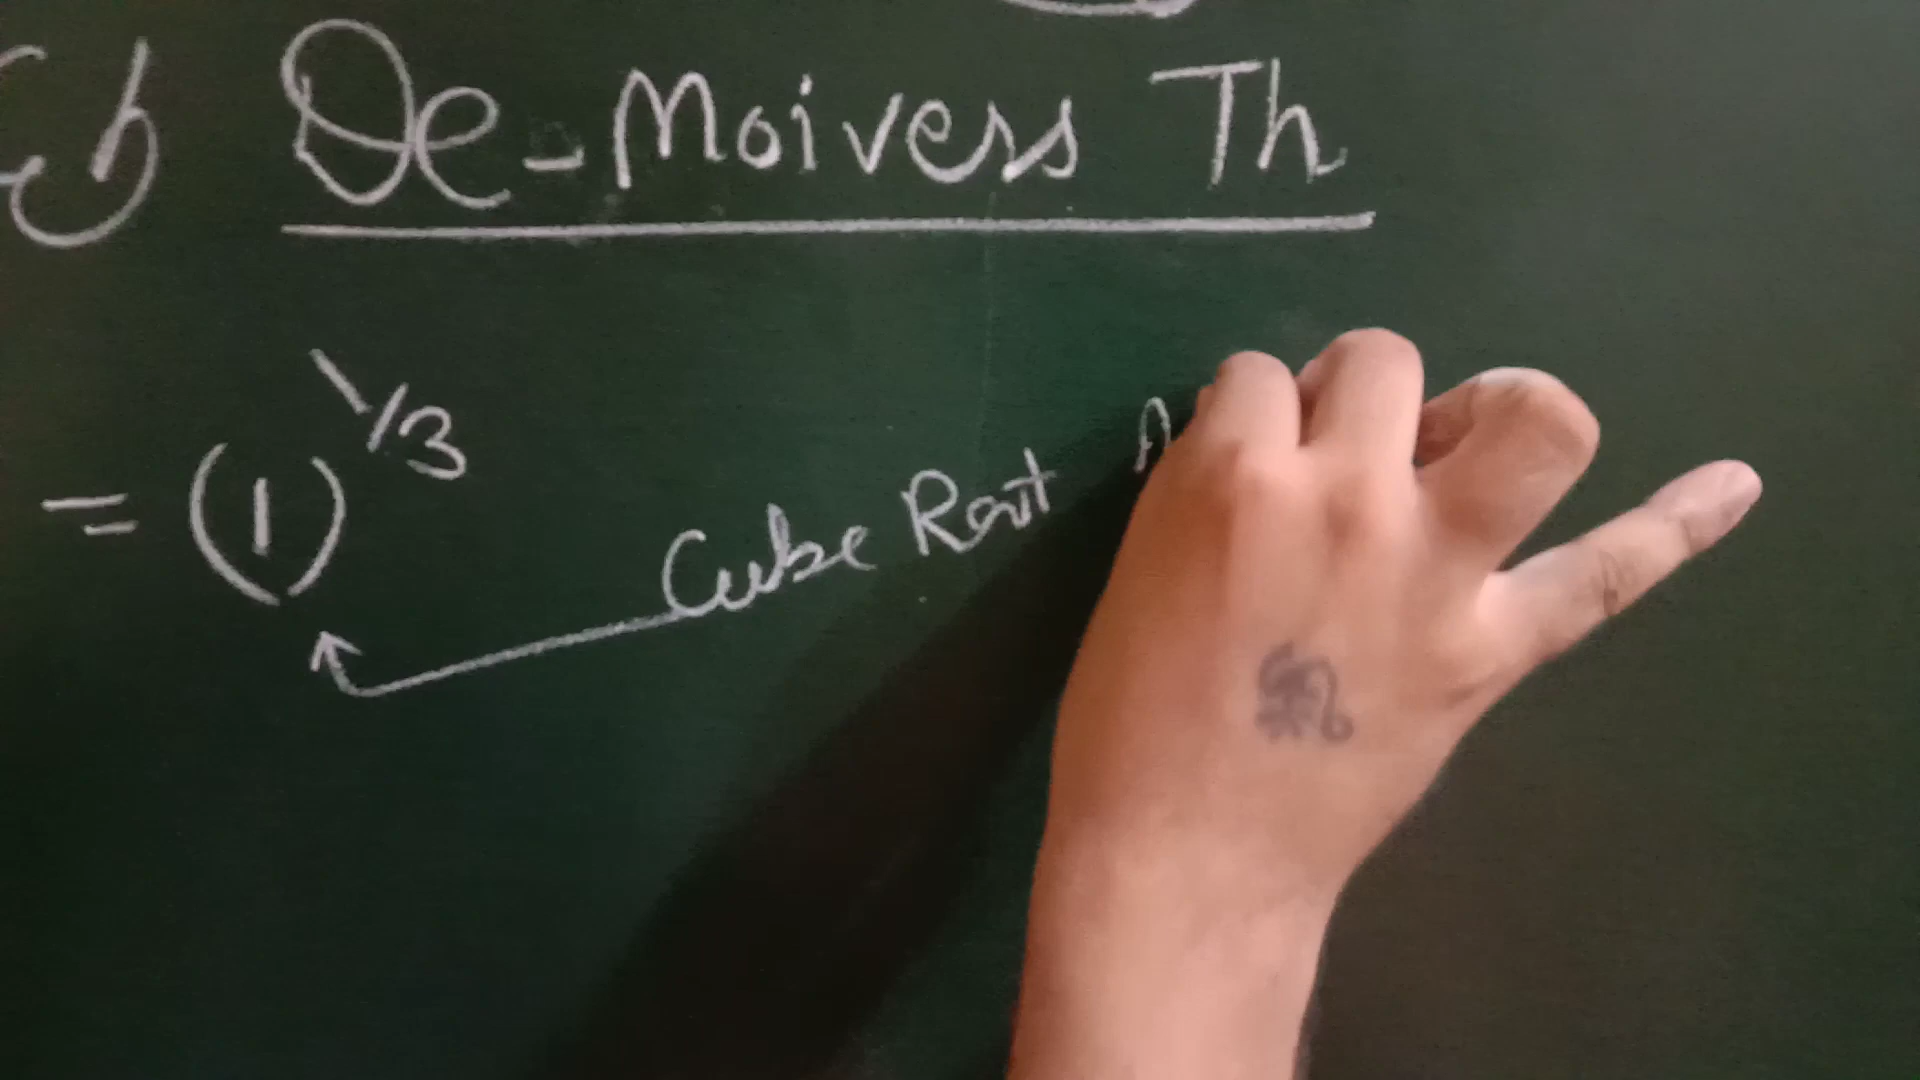 De-Moivers Th
= (1)^1/3
Cube Root